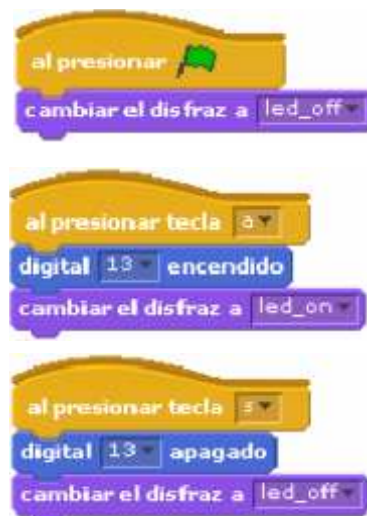 al presionar
cambiar el disfraz a led_off
al presionar tecla a
digital 13 encendido
cambiar el disfraz a led_on
al presionar tecla s
digital 13 apagado
cambiar el disfraz a led_off